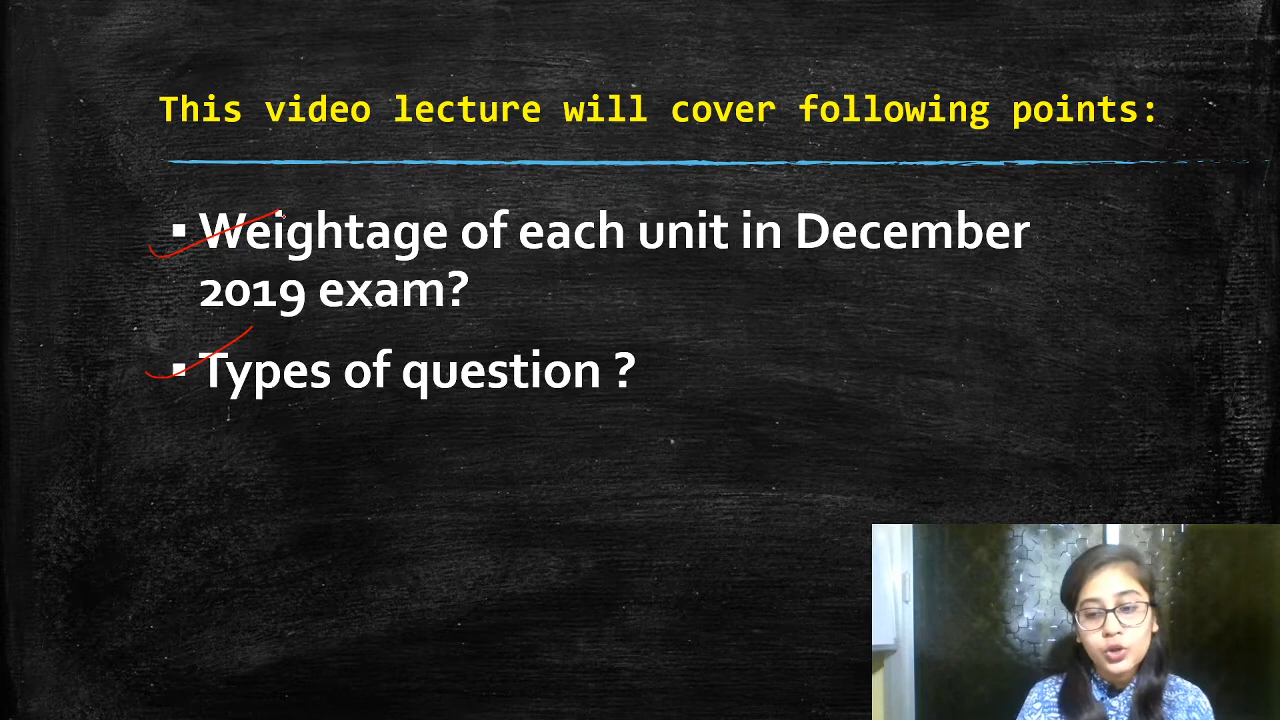 This video lecture will cover following points:
▪ Weightage of each unit in December
2019 exam?
▪ Types of question ?